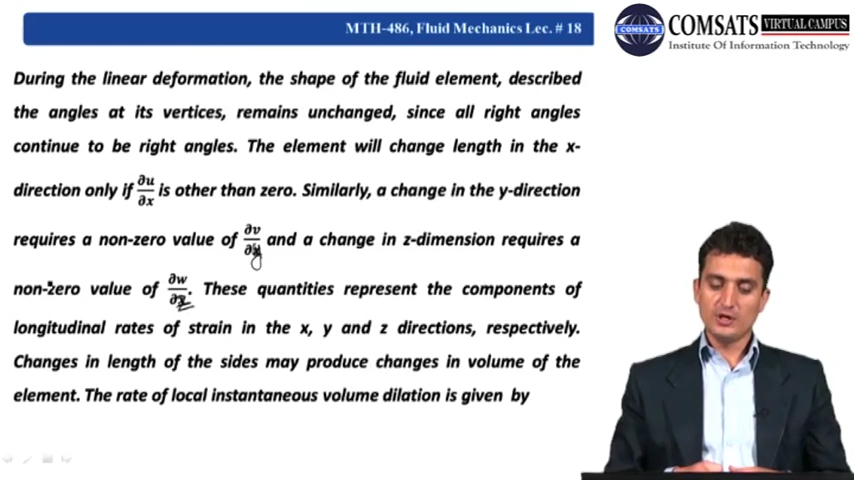 MTH-486, Fluid Mechanics Lec. # 18
COMSATS VIRTUAL CAMPUS
Institute Of Information Technology
COMSATS
During the linear deformation, the shape of the fluid element, described
the angles at its vertices, remains unchanged, since all right angles
continue to be right angles. The element will change length in the x-
direction only if ∂u/∂x is other than zero. Similarly, a change in the y-direction
requires a non-zero value of ∂v/∂y and a change in z-dimension requires a
non-zero value of ∂w/∂z. These quantities represent the components of
longitudinal rates of strain in the x, y and z directions, respectively.
Changes in length of the sides may produce changes in volume of the
element. The rate of local instantaneous volume dilation is given by